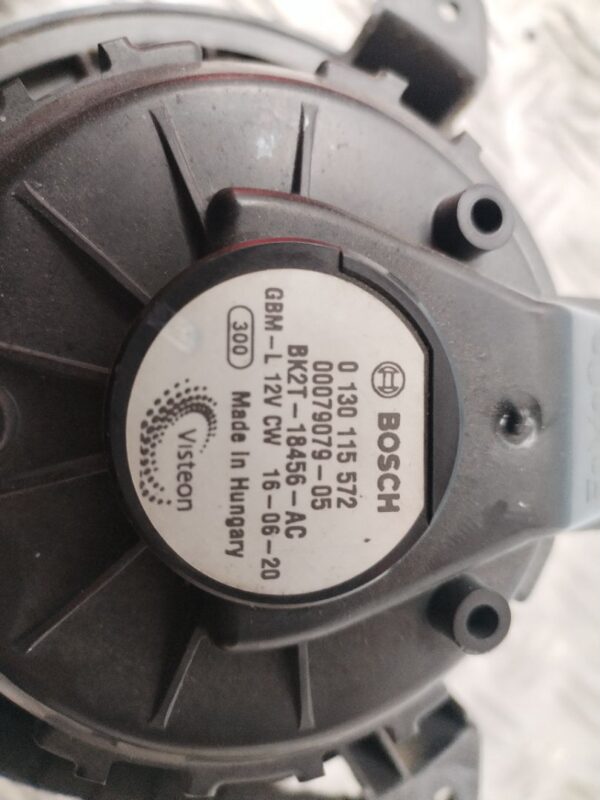 BOSCH
0 130 115 572
00079079-05
BK2T-18456-AC
GBM-L 12V CW 16-06-20
300 Made in Hungary
Visteon